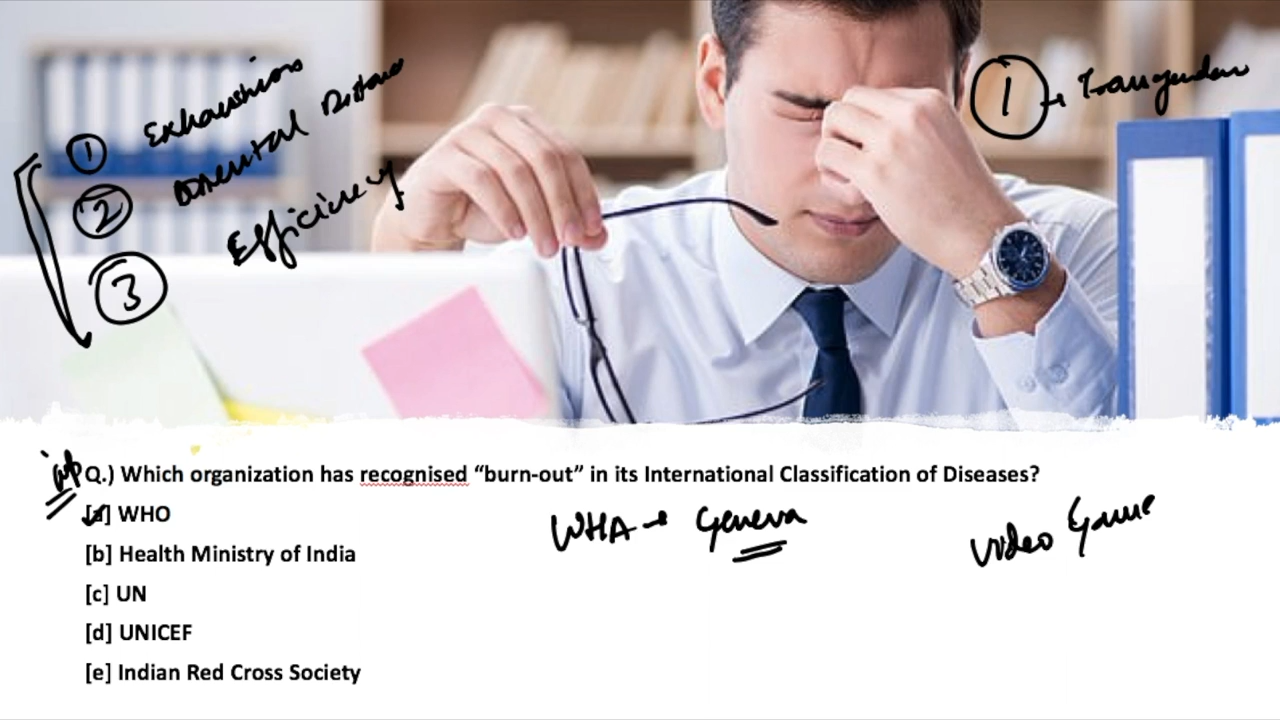 ① Exhaustion
② Mental Distance
③ Efficiency
① → Transgender
imp Q.) Which organization has recognised “burn-out” in its International Classification of Diseases?
[a] WHO
WHA → Geneva
Video Game
[b] Health Ministry of India
[c] UN
[d] UNICEF
[e] Indian Red Cross Society